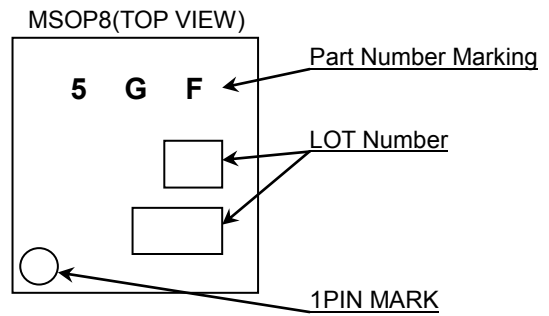 MSOP8(TOP VIEW)
Part Number Marking
5 G F
LOT Number
1PIN MARK